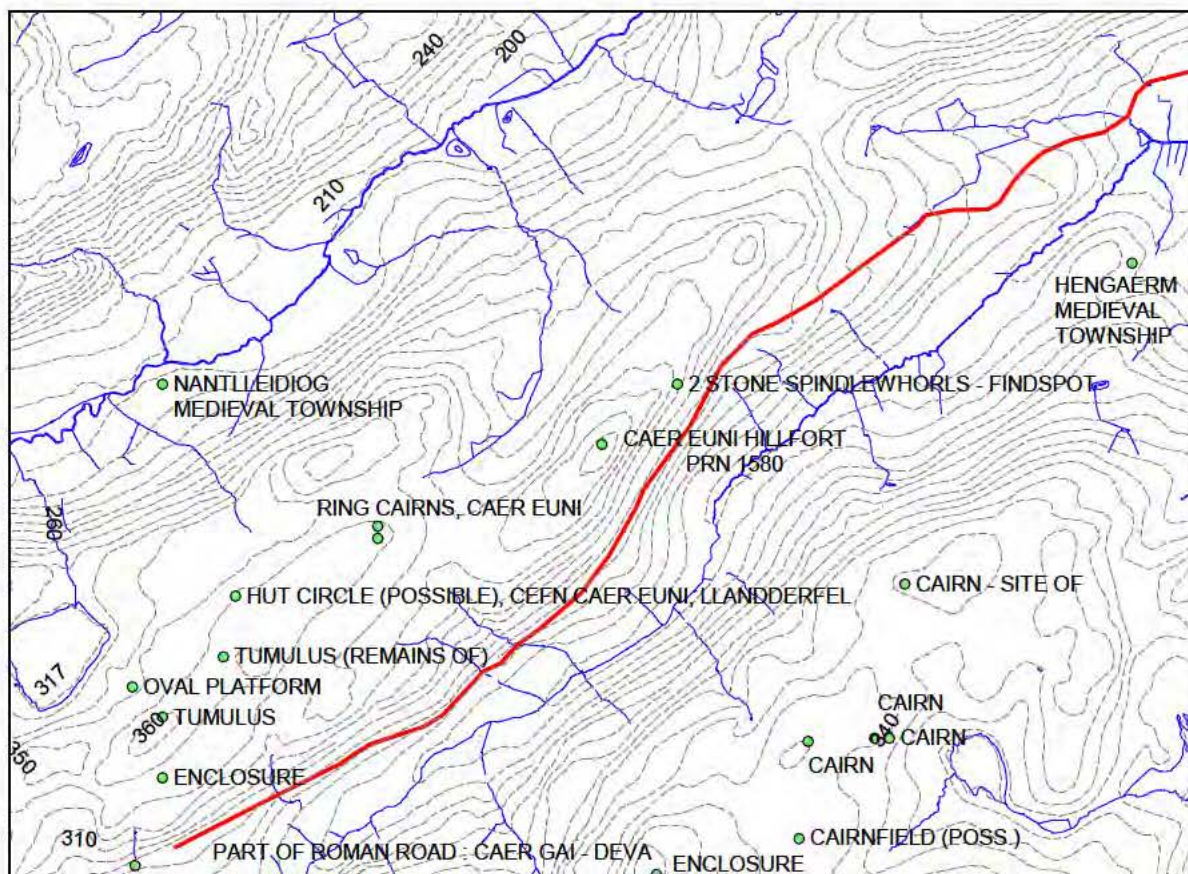 240
200
210
HENGAERM
MEDIEVAL
TOWNSHIP
NANTLLEIDIOG
MEDIEVAL TOWNSHIP
2 STONE SPINDLEWHORLS - FINDSPOT
CAER EUNI HILLFORT
PRN 1580
RING CAIRNS, CAER EUNI
260
CAIRN - SITE OF
HUT CIRCLE (POSSIBLE), CEFN CAER EUNI, LLANDDERFEL
TUMULUS (REMAINS OF)
317
OVAL PLATFORM
CAIRN
360
TUMULUS
340
CAIRN
350
CAIRN
ENCLOSURE
310
PART OF ROMAN ROAD : CAER GAI - DEVA
CAIRNFIELD (POSS.)
ENCLOSURE